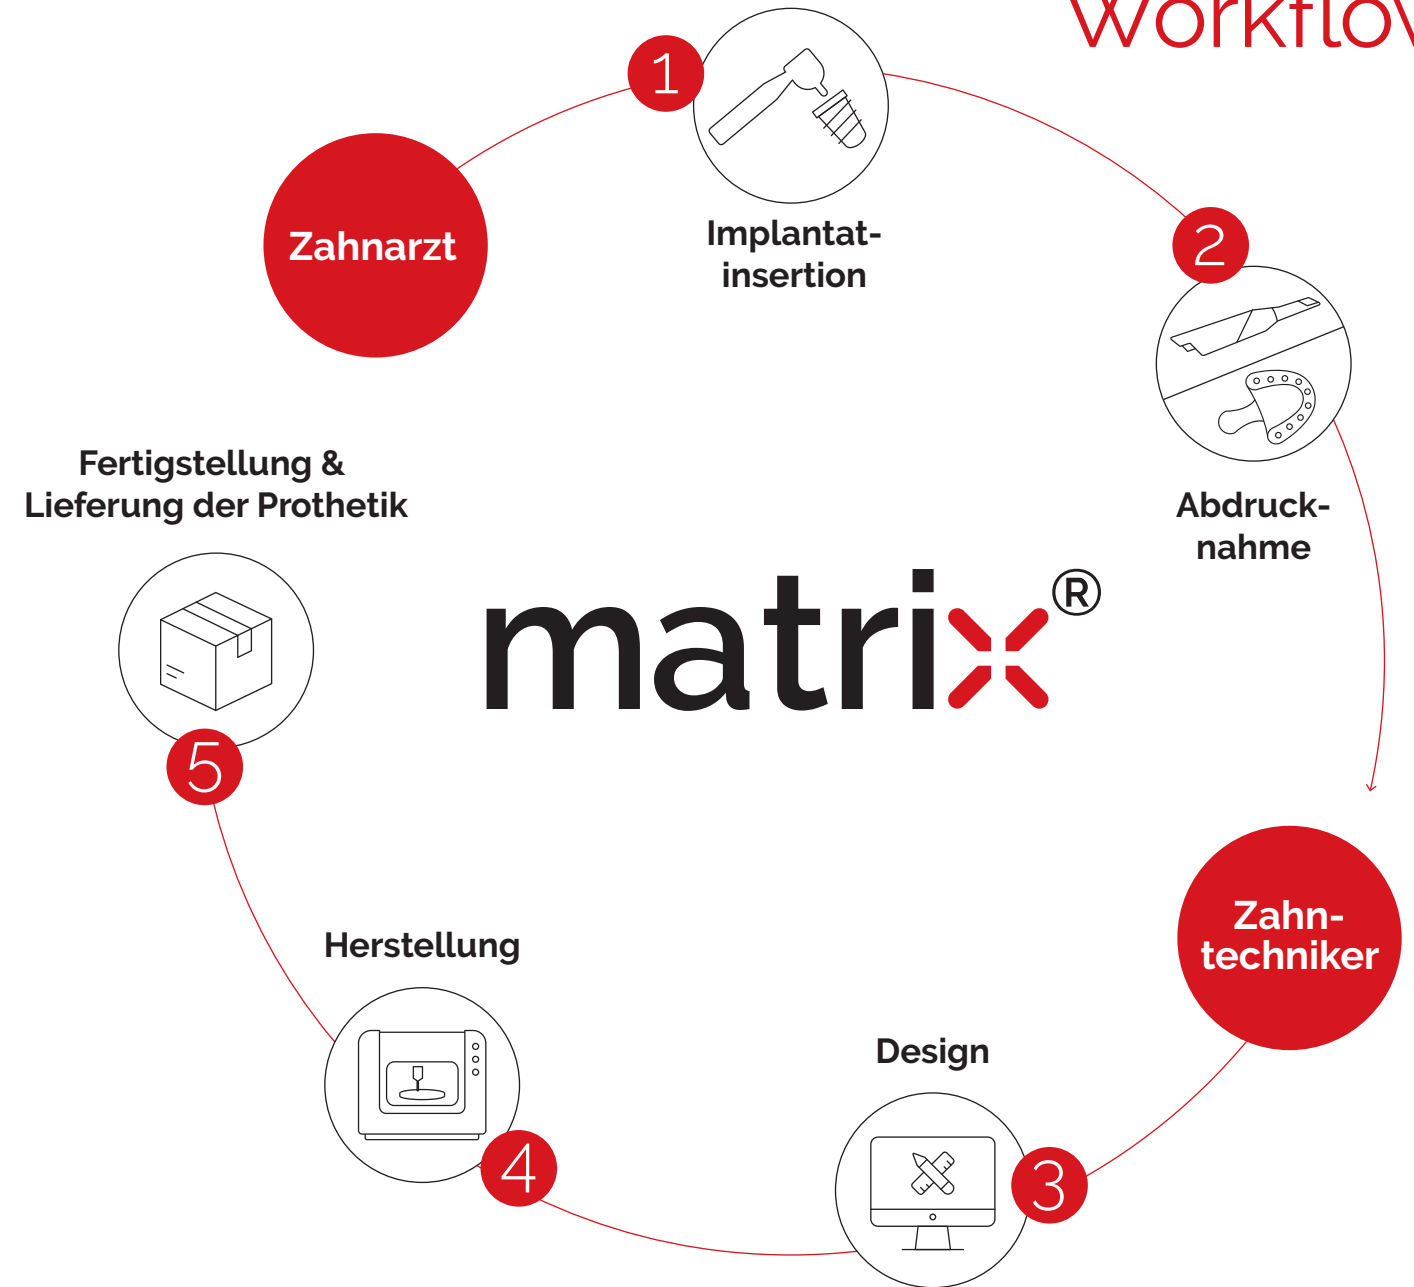 Workflow
1
Zahnarzt
Implantat-
insertion
2
Abdruck-
nahme
Fertigstellung &
Lieferung der Prothetik
matrix®
5
Zahn-
techniker
Herstellung
Design
4
3